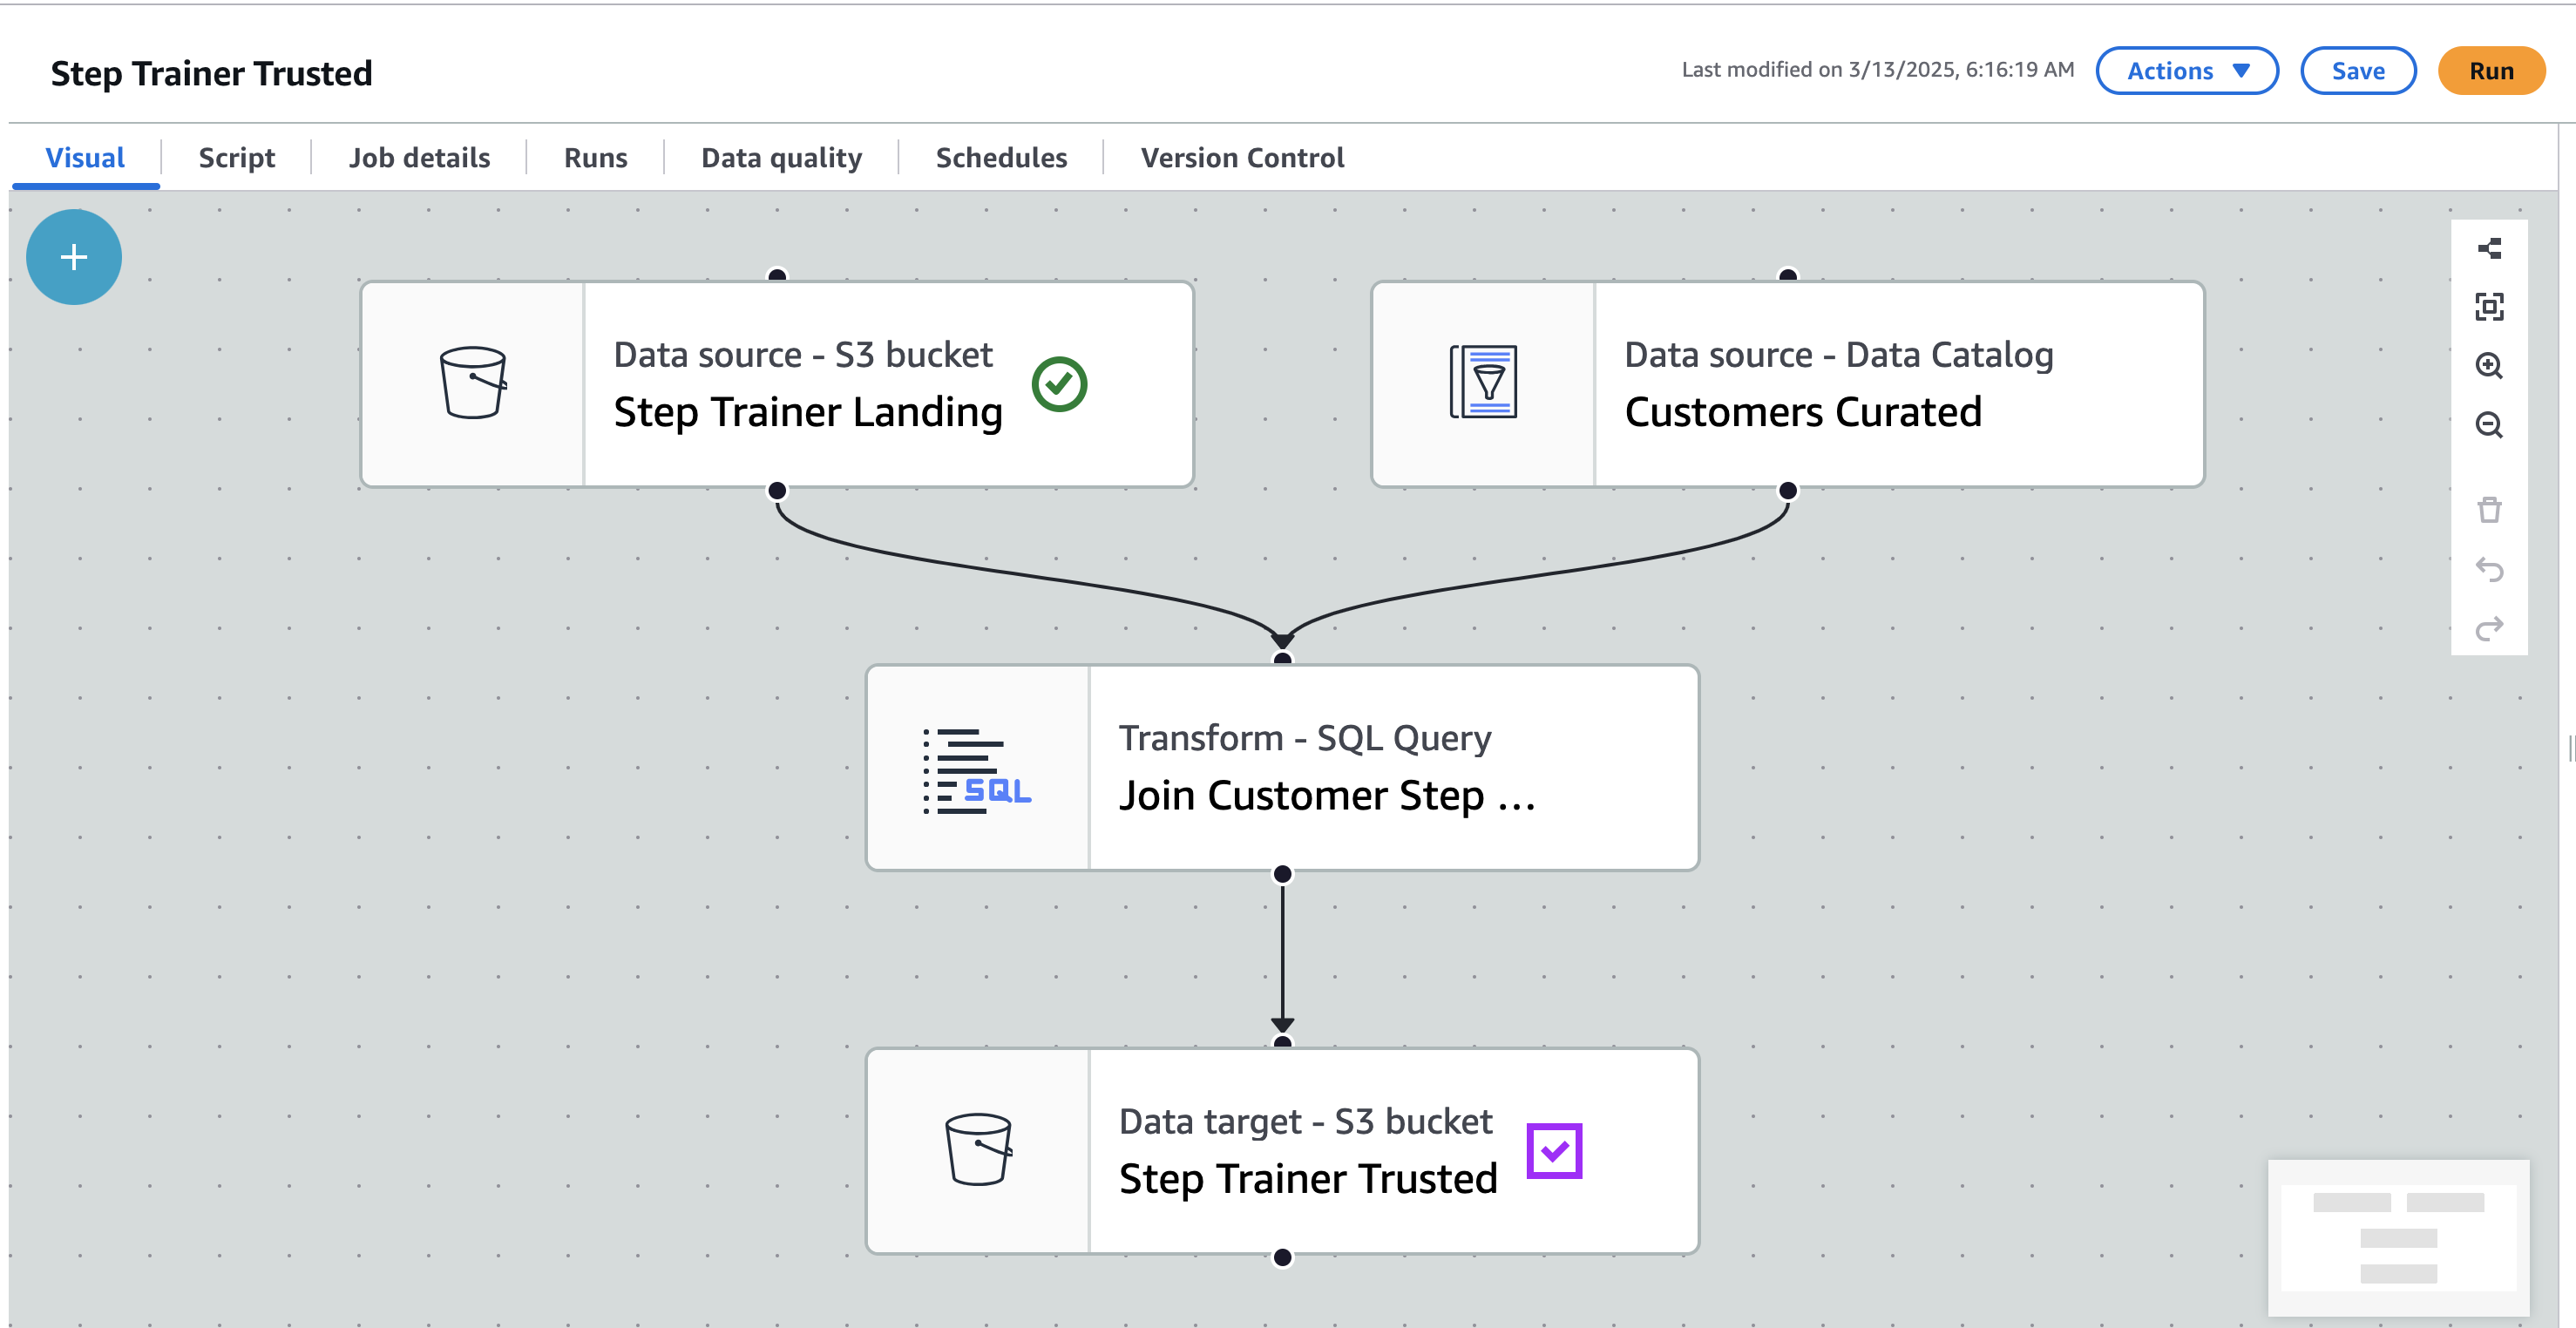 Step Trainer Trusted
Last modified on 3/13/2025, 6:16:19 AM
Actions
Save
Run
Visual
Script
Job details
Runs
Data quality
Schedules
Version Control
Data source - S3 bucket
Step Trainer Landing
Data source - Data Catalog
Customers Curated
Transform - SQL Query
Join Customer Step ...
SQL
Data target - S3 bucket
Step Trainer Trusted